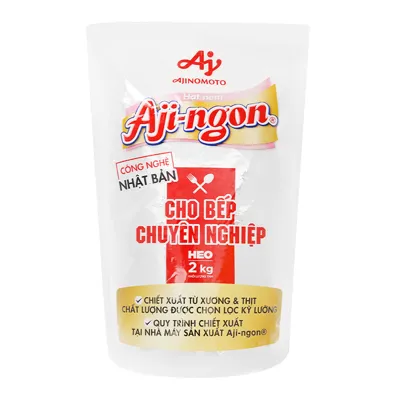 AJINOMOTO
Hạt nêm
Aji-ngon®
CÔNG NGHỆ
NHẬT BẢN
CHO BẾP
CHUYÊN NGHIỆP
HEO
2 kg
✓ CHIẾT XUẤT TỪ XƯƠNG & THỊT
CHẤT LƯỢNG ĐƯỢC CHỌN LỌC KỸ LƯỠNG
✓ QUY TRÌNH CHIẾT XUẤT
TẠI NHÀ MÁY SẢN XUẤT Aji-ngon®